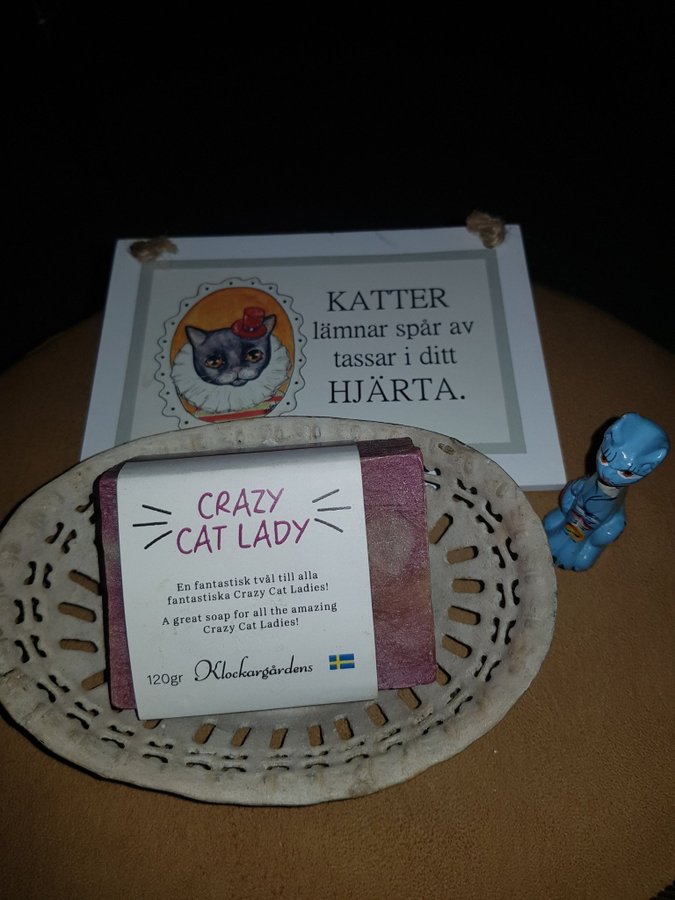 KATTER
lämnar spår av
tassar i ditt
HJÄRTA.
CRAZY
CAT LADY
En fantastisk tvål till alla
fantastiska Crazy Cat Ladies!
A great soap for all the amazing
Crazy Cat Ladies!
120gr Klockargårdens